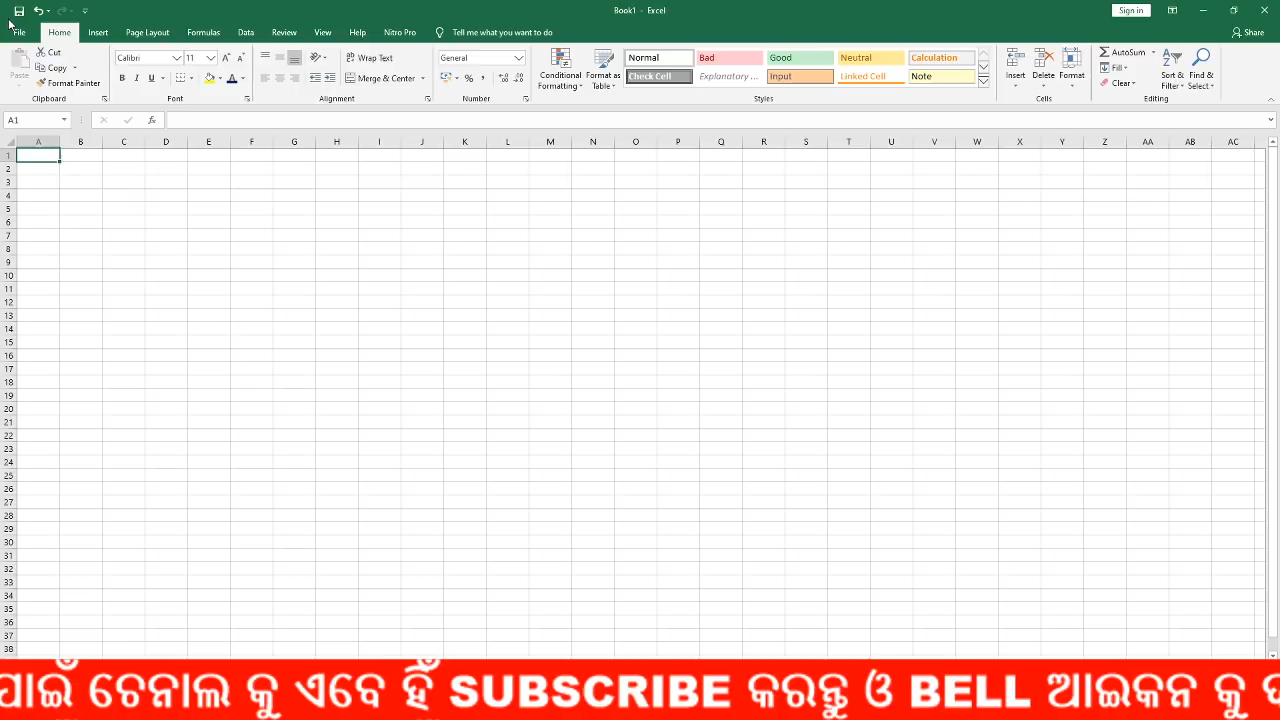 Book1 - Excel
Sign in
File Home Insert Page Layout Formulas Data Review View Help Nitro Pro Tell me what you want to do Share
Cut
Copy
Format Painter
Paste
Clipboard
Calibri 11
B I U
Font
Wrap Text
Merge & Center
Alignment
General
Number
Conditional Formatting
Format as Table
Normal Bad Good Neutral Calculation
Check Cell Explanatory ... Input Linked Cell Note
Styles
Insert Delete Format
Cells
AutoSum
Fill
Clear
Sort & Filter
Find & Select
Editing
A1 fx
A B C D E F G H I J K L M N O P Q R S T U V W X Y Z AA AB AC
1
2
3
4
5
6
7
8
9
10
11
12
13
14
15
16
17
18
19
20
21
22
23
24
25
26
27
28
29
30
31
32
33
34
35
36
37
38
ପାଇଁ ଚେନାଲ କୁ ଏବେ ହିଁ SUBSCRIBE କରନ୍ତୁ ଓ BELL ଆଇକନ କୁ